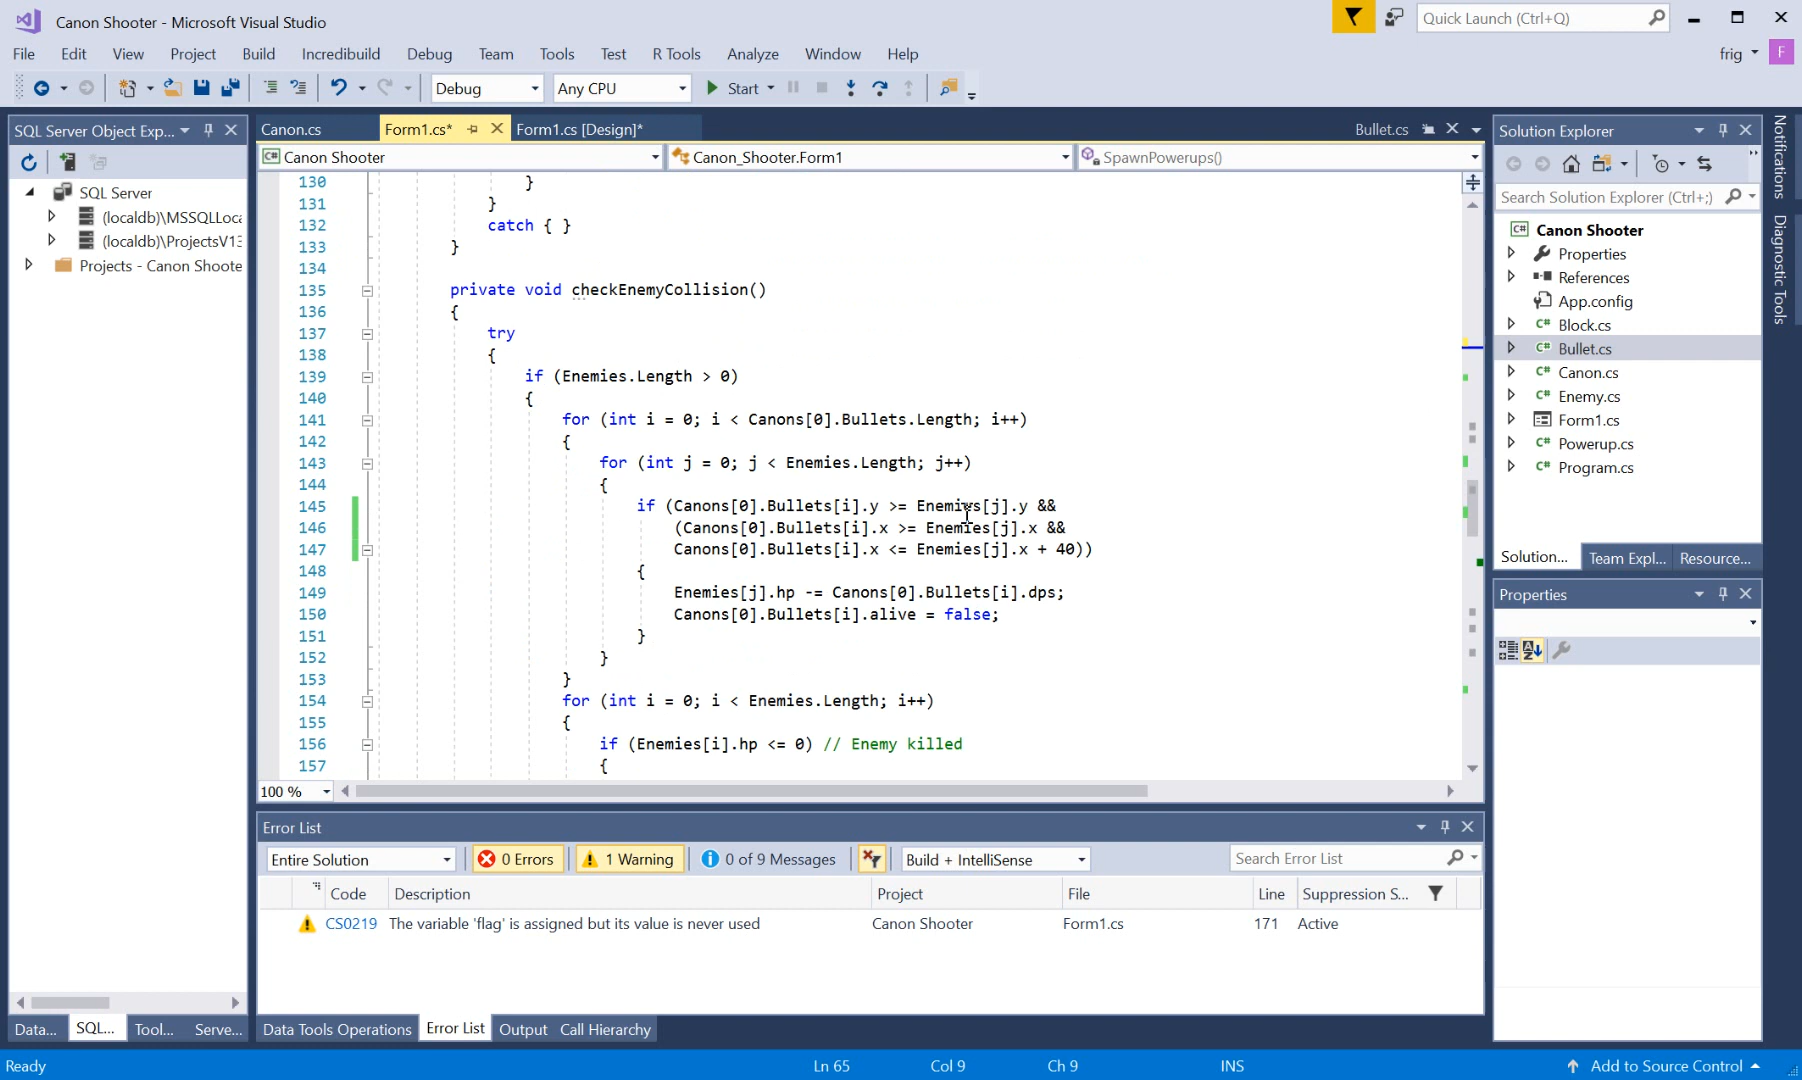 Canon Shooter - Microsoft Visual Studio
Quick Launch (Ctrl+Q)
File Edit View Project Build Incredibuild Debug Team Tools Test R Tools Analyze Window Help
frig F
Debug Any CPU Start
SQL Server Object Exp...
SQL Server
(localdb)\MSSQLLoca
(localdb)\ProjectsV13
Projects - Canon Shoote
Data... SQL... Tool... Serve...
Canon.cs Form1.cs* Form1.cs [Design]* Bullet.cs
Canon Shooter Canon_Shooter.Form1 SpawnPowerups()
130 }
131 }
132 catch { }
133 }
134
135 private void checkEnemyCollision()
136 {
137 try
138 {
139 if (Enemies.Length > 0)
140 {
141 for (int i = 0; i < Canons[0].Bullets.Length; i++)
142 {
143 for (int j = 0; j < Enemies.Length; j++)
144 {
145 if (Canons[0].Bullets[i].y >= Enemies[j].y &&
146 (Canons[0].Bullets[i].x >= Enemies[j].x &&
147 Canons[0].Bullets[i].x <= Enemies[j].x + 40))
148 {
149 Enemies[j].hp -= Canons[0].Bullets[i].dps;
150 Canons[0].Bullets[i].alive = false;
151 }
152 }
153 }
154 for (int i = 0; i < Enemies.Length; i++)
155 {
156 if (Enemies[i].hp <= 0) // Enemy killed
157 {
100 %
Error List
Entire Solution 0 Errors 1 Warning 0 of 9 Messages Build + IntelliSense Search Error List
Code Description Project File Line Suppression S...
CS0219 The variable 'flag' is assigned but its value is never used Canon Shooter Form1.cs 171 Active
Data Tools Operations Error List Output Call Hierarchy
Solution Explorer
Search Solution Explorer (Ctrl+;)
C# Canon Shooter
Properties
References
App.config
C# Block.cs
C# Bullet.cs
C# Canon.cs
C# Enemy.cs
Form1.cs
C# Powerup.cs
C# Program.cs
Solution... Team Expl... Resource...
Properties
Notifications
Diagnostic Tools
Ready Ln 65 Col 9 Ch 9 INS Add to Source Control